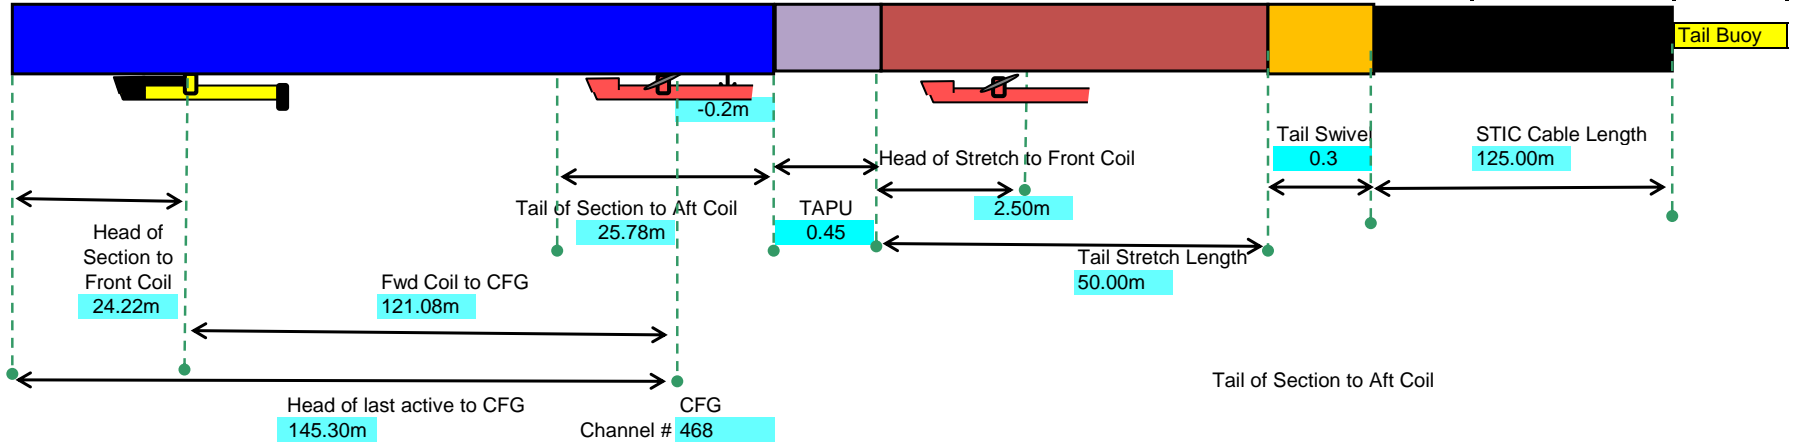 Tail Buoy
-0.2m
Tail Swivel
0.3
STIC Cable Length
125.00m
Head of Stretch to Front Coil
2.50m
Tail of Section to Aft Coil
25.78m
TAPU
0.45
Head of
Section to
Front Coil
24.22m
Fwd Coil to CFG
121.08m
Tail Stretch Length
50.00m
Tail of Section to Aft Coil
Head of last active to CFG
145.30m
CFG
Channel # 468